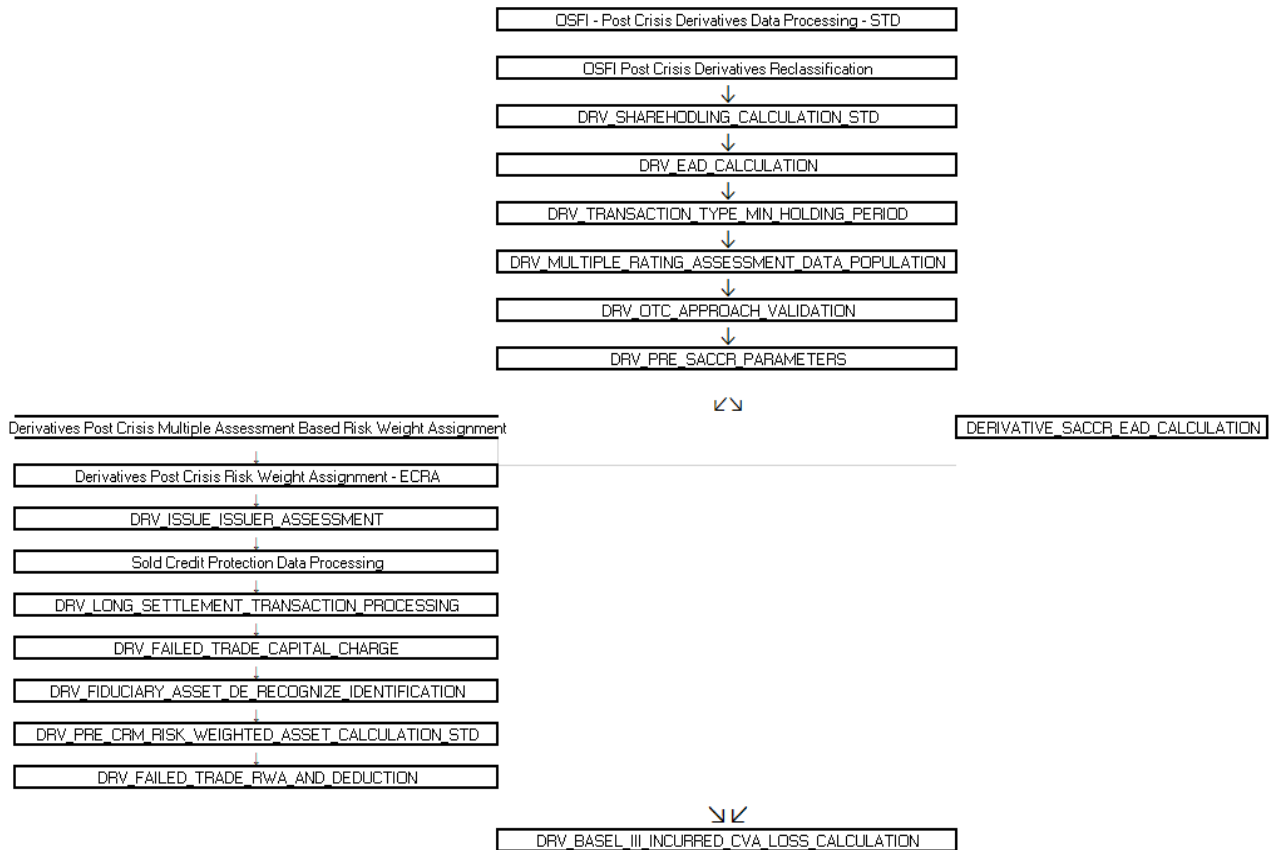 OSFI - Post Crisis Derivatives Data Processing - STD
OSFI Post Crisis Derivatives Reclassification
DRV_SHAREHODLING_CALCULATION_STD
DRV_EAD_CALCULATION
DRV_TRANSACTION_TYPE_MIN_HOLDING_PERIOD
DRV_MULTIPLE_RATING_ASSESSMENT_DATA_POPULATION
DRV_OTC_APPROACH_VALIDATION
DRV_PRE_SACCR_PARAMETERS
Derivatives Post Crisis Multiple Assessment Based Risk Weight Assignment
DERIVATIVE_SACCR_EAD_CALCULATION
Derivatives Post Crisis Risk Weight Assignment - ECRA
DRV_ISSUE_ISSUER_ASSESSMENT
Sold Credit Protection Data Processing
DRV_LONG_SETTLEMENT_TRANSACTION_PROCESSING
DRV_FAILED_TRADE_CAPITAL_CHARGE
DRV_FIDUCIARY_ASSET_DE_RECOGNIZE_IDENTIFICATION
DRV_PRE_CRM_RISK_WEIGHTED_ASSET_CALCULATION_STD
DRV_FAILED_TRADE_RWA_AND_DEDUCTION
DRV_BASEL_III_INCURRED_CVA_LOSS_CALCULATION